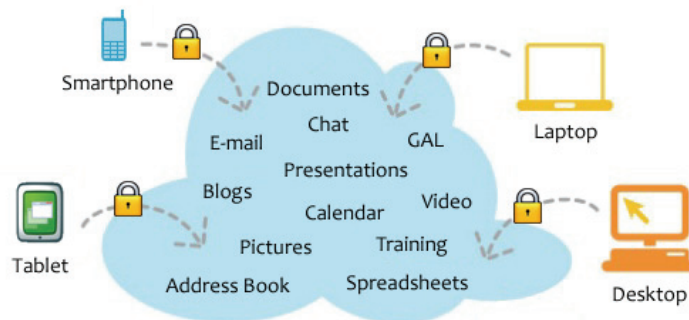 Smartphone
Documents
Laptop
Chat
E-mail
GAL
Presentations
Blogs
Calendar
Video
Tablet
Pictures
Training
Address Book
Spreadsheets
Desktop